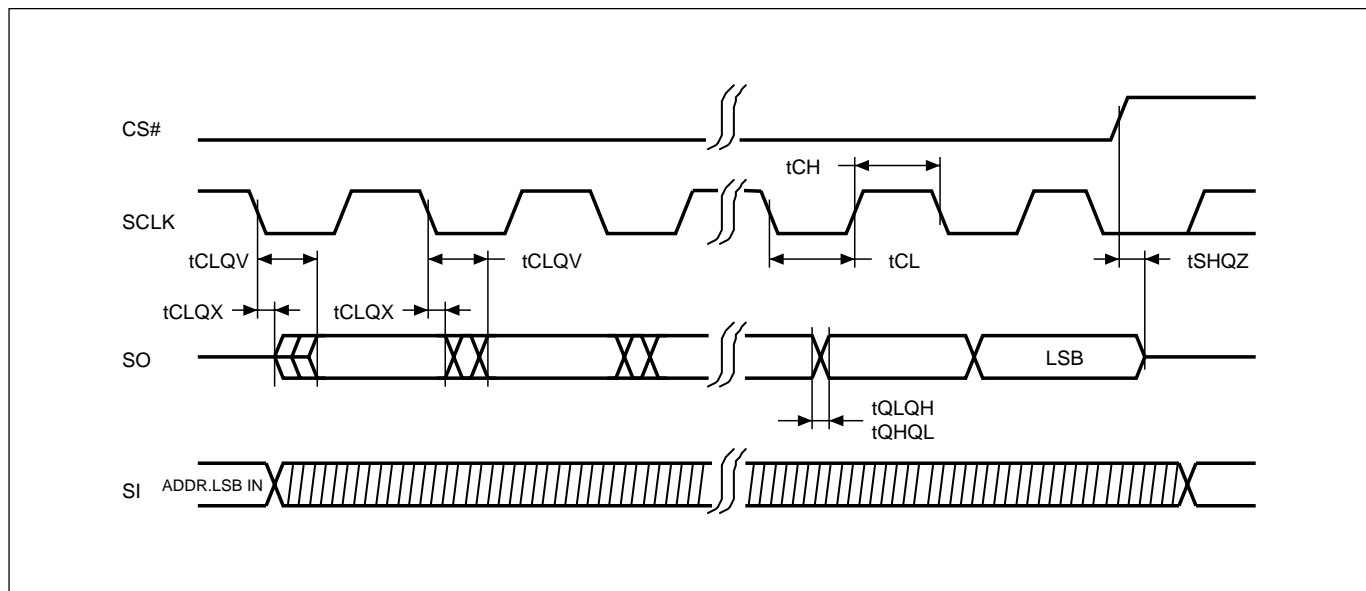 CS#
tCH
SCLK
tCLQV
tCLQV
tCL
tSHQZ
tCLQX
tCLQX
SO
LSB
tQLQH
tQHQL
SI
ADDR.LSB IN